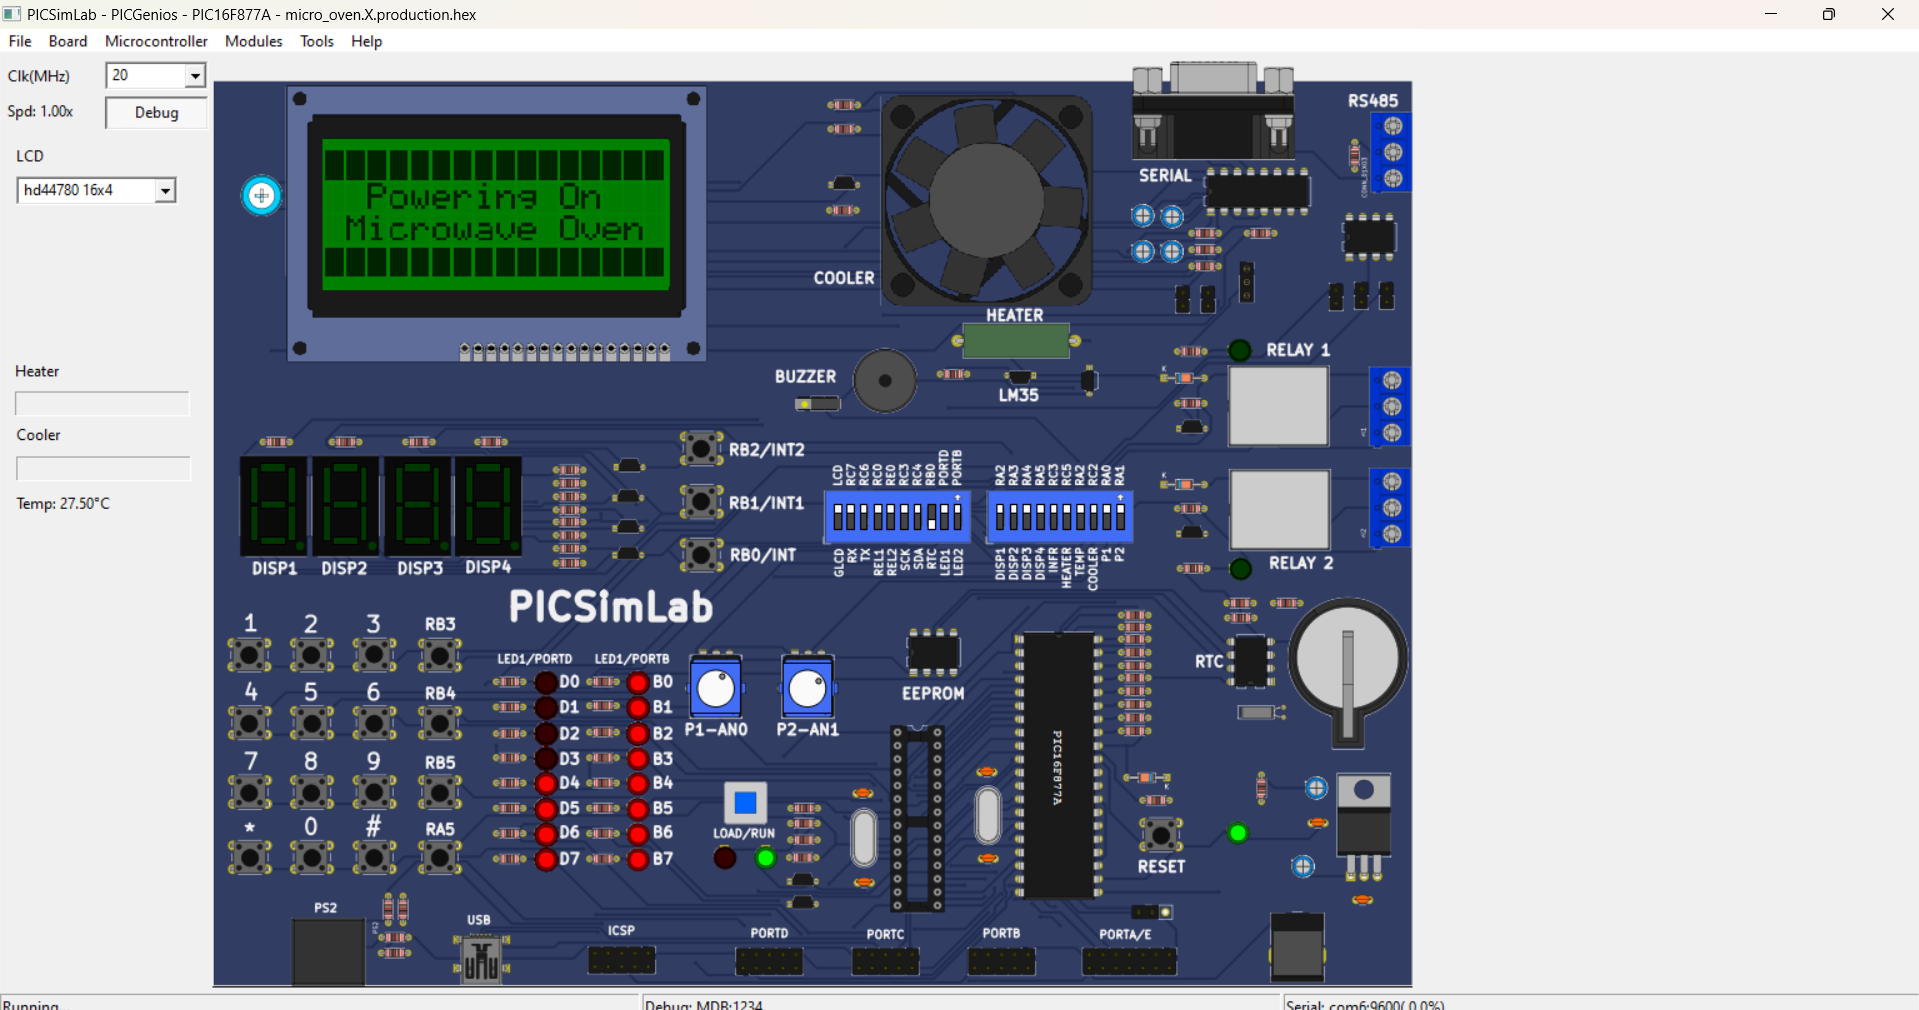 PICSimLab - PICGenios - PIC16F877A - micro_oven.X.production.hex
File Board Microcontroller Modules Tools Help
Clk(MHz) 20
Spd: 1.00x Debug
LCD
hd44780 16x4
Heater
Cooler
Temp: 27.50°C
Powering On
Microwave Oven
COOLER
HEATER
BUZZER
LM35
SERIAL
RS485
CONN_01X03
RELAY 1
RELAY 2
RB2/INT2
RB1/INT1
RB0/INT
LCD RC7 RC6 RC0 RE0 RC3 RC4 RB0 PORTD PORTB
GLCD RX TX REL1 REL2 SCK SDA RTC LED1 LED2
RA2 RA3 RA4 RA5 RC3 RC5 RA2 RC2 RA0 RA1
DISP1 DISP2 DISP3 DISP4 INFR HEATER TEMP COOLER P1 P2
K
K
DISP1 DISP2 DISP3 DISP4
PICSimLab
1 2 3 RB3
4 5 6 RB4
7 8 9 RB5
* 0 # RA5
LED1/PORTD LED1/PORTB
D0 B0
D1 B1
D2 B2
D3 B3
D4 B4
D5 B5
D6 B6
D7 B7
P1-AN0 P2-AN1
LOAD/RUN
EEPROM
PIC16F877A
RTC
K
RESET
PS2
PS2
USB
ICSP
PORTD
PORTC
PORTB
PORTA/E
Running...
Debug: MDB:1234
Serial: com6:9600( 0.0%)